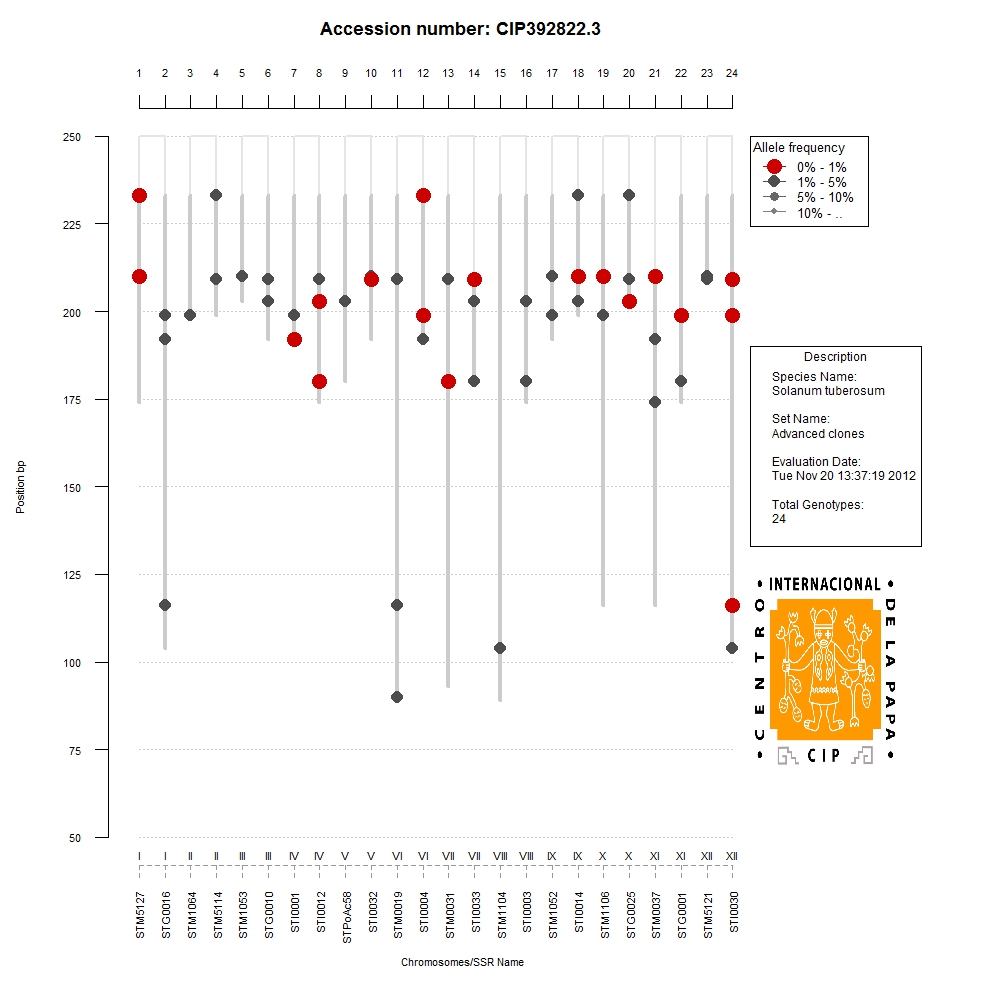 Accession number: CIP392822.3
1 2 3 4 5 6 7 8 9 10 11 12 13 14 15 16 17 18 19 20 21 22 23 24
250
225
200
175
150
125
100
75
50
Position bp
Allele frequency
0% - 1%
1% - 5%
5% - 10%
10% - ..
Description
Species Name:
Solanum tuberosum
Set Name:
Advanced clones
Evaluation Date:
Tue Nov 20 13:37:19 2012
Total Genotypes:
24
• INTERNACIONAL •
CENTRO
DE LA PAPA
• CIP •
I I II II III III IV IV V V VI VI VII VII VIII VIII IX IX X X XI XI XII XII
STM5127 STG0016 STM1064 STM5114 STM1053 STG0010 STI0001 STI0012 STPoAc58 STI0032 STM0019 STI0004 STM0031 STI0033 STM1104 STI0003 STM1052 STI0014 STM1106 STG0025 STM0037 STG0001 STM5121 STI0030
Chromosomes/SSR Name